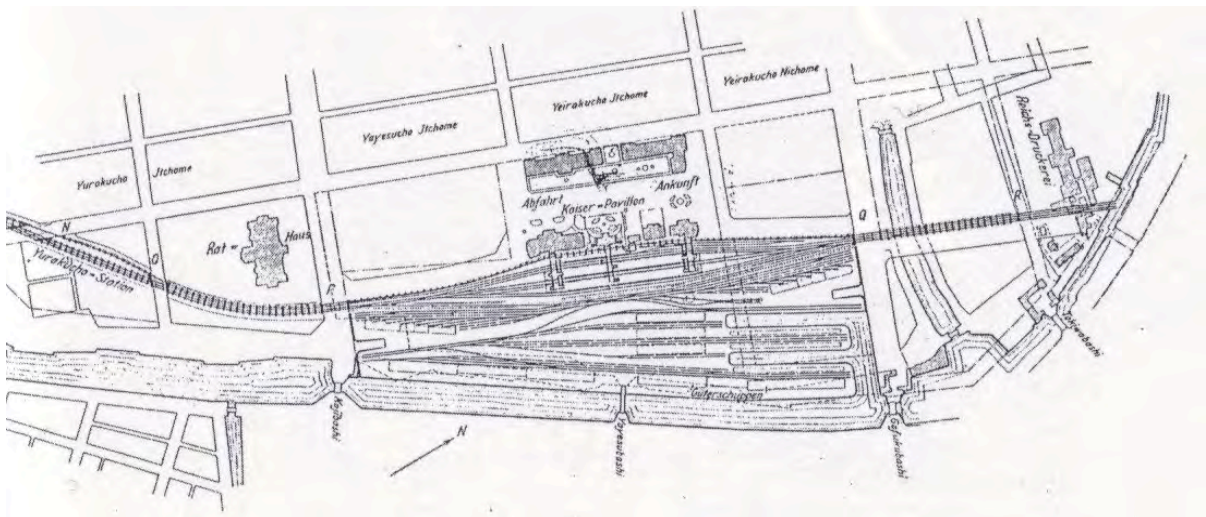 Yeirakucho Nichome
Yeirakucho Jtchome
Yayesucho Jtchome
Yurakucho Jtchome
Reichs-Druckerei
Abfahrt
Kaiser-Pavillon
Ankunft
Rat-Haus
Yurakucho-Station
N
O
P.
Q
R
Güterschuppen
Yayesubashi
Gofukubashi
N